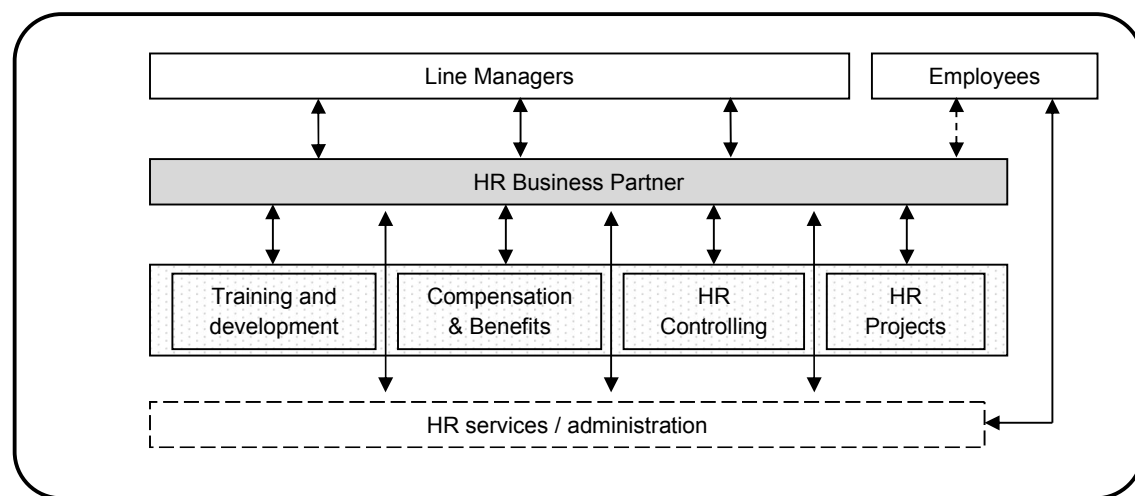 Line Managers
Employees
HR Business Partner
Training and
development
Compensation
& Benefits
HR
Controlling
HR
Projects
HR services / administration